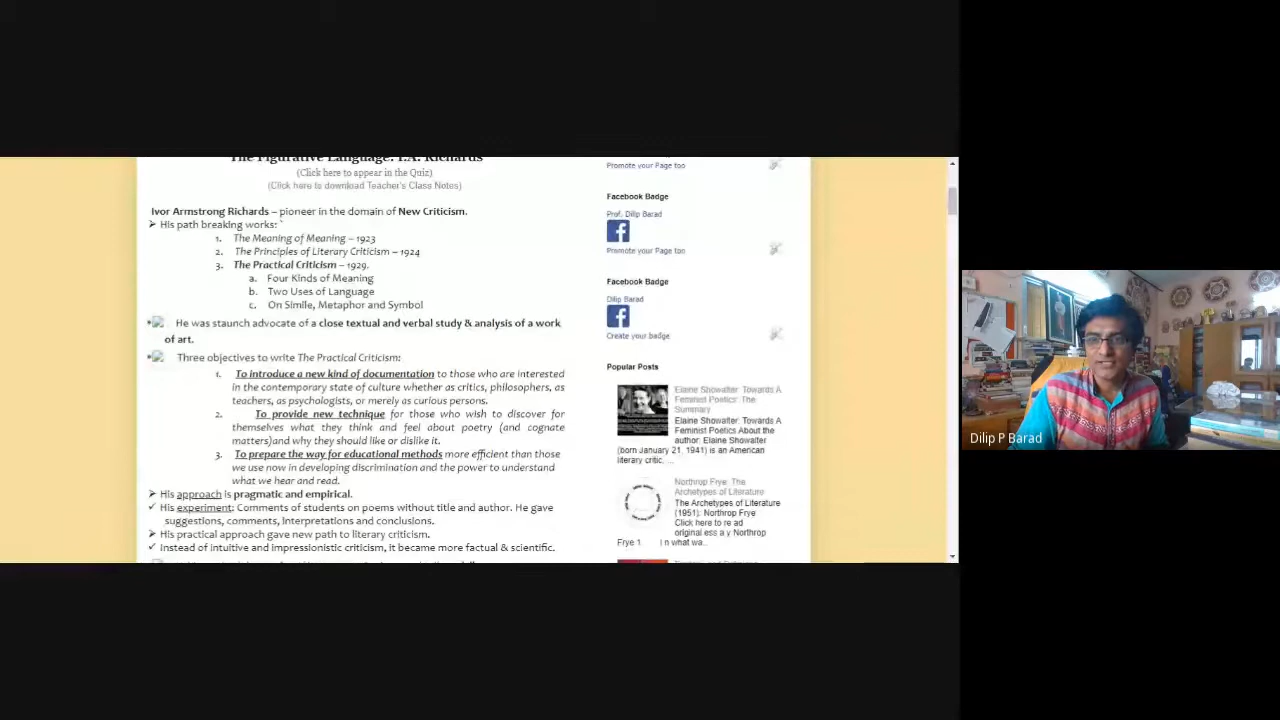 The Figurative Language: I.A. Richards
(Click here to appear in the Quiz)
(Click here to download Teacher's Class Notes)
Ivor Armstrong Richards – pioneer in the domain of New Criticism.
➢ His path breaking works: `
1. The Meaning of Meaning – 1923
2. The Principles of Literary Criticism – 1924
3. The Practical Criticism – 1929.
a. Four Kinds of Meaning
b. Two Uses of Language
c. On Simile, Metaphor and Symbol
He was staunch advocate of a close textual and verbal study & analysis of a work
of art.
Three objectives to write The Practical Criticism:
1. To introduce a new kind of documentation to those who are interested
in the contemporary state of culture whether as critics, philosophers, as
teachers, as psychologists, or merely as curious persons.
2. To provide new technique for those who wish to discover for
themselves what they think and feel about poetry (and cognate
matters)and why they should like or dislike it.
3. To prepare the way for educational methods more efficient than those
we use now in developing discrimination and the power to understand
what we hear and read.
➢ His approach is pragmatic and empirical.
✓ His experiment: Comments of students on poems without title and author. He gave
suggestions, comments, interpretations and conclusions.
➢ His practical approach gave new path to literary criticism.
✓ Instead of intuitive and impressionistic criticism, it became more factual & scientific.
Promote your Page too
Facebook Badge
Prof. Dilip Barad
Promote your Page too
Facebook Badge
Dilip Barad
Create your badge
Popular Posts
Elaine Showalter: Towards A
Feminist Poetics: The
Summary
Elaine Showalter: Towards A
Feminist Poetics About the
author: Elaine Showalter
(born January 21, 1941) is an American
literary critic, ...
Northrop Frye: The
Archetypes of Literature
The Archetypes of Literature
(1951): Northrop Frye
Click here to re ad
original ess a y Northrop
Frye 1. I n what wa...
Dilip P Barad